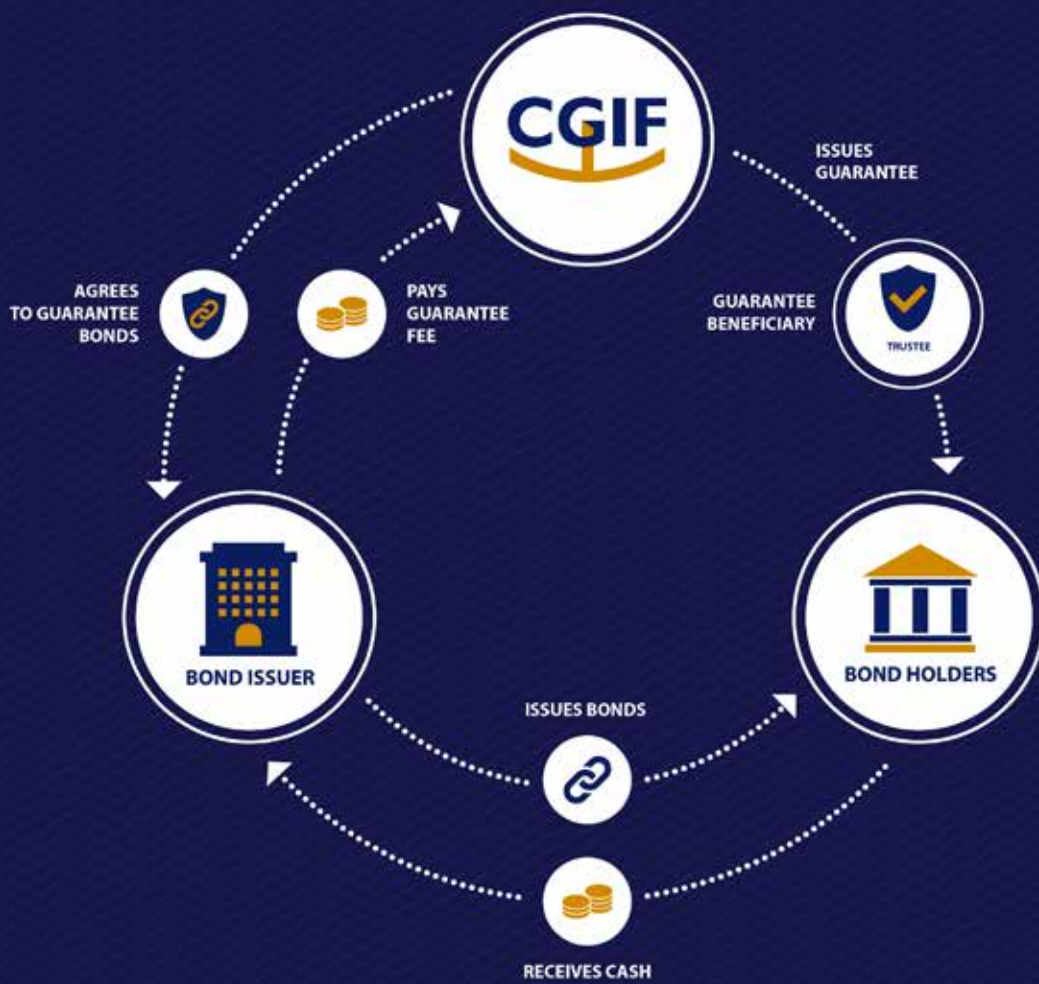 CGIF
ISSUES
GUARANTEE
AGREES
TO GUARANTEE
BONDS
PAYS
GUARANTEE
FEE
GUARANTEE
BENEFICIARY
TRUSTEE
BOND ISSUER
BOND HOLDERS
ISSUES BONDS
RECEIVES CASH